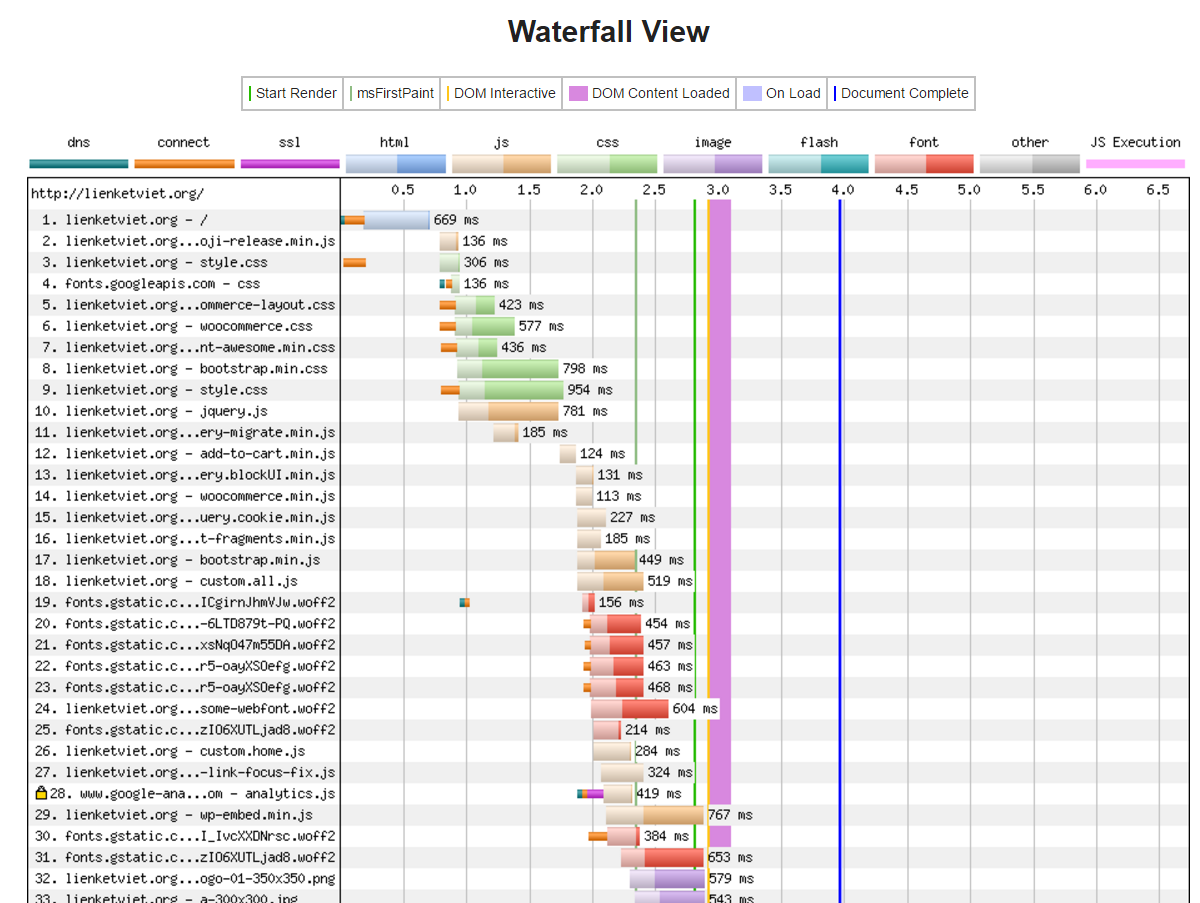 Waterfall View
Start Render msFirstPaint DOM Interactive DOM Content Loaded On Load Document Complete
dns connect ssl html js css image flash font other JS Execution
http://lienketviet.org/ 0.5 1.0 1.5 2.0 2.5 3.0 3.5 4.0 4.5 5.0 5.5 6.0 6.5
1. lienketviet.org - / 669 ms
2. lienketviet.org...oji-release.min.js 136 ms
3. lienketviet.org - style.css 306 ms
4. fonts.googleapis.com - css 136 ms
5. lienketviet.org...ommerce-layout.css 423 ms
6. lienketviet.org - woocommerce.css 577 ms
7. lienketviet.org...nt-awesome.min.css 436 ms
8. lienketviet.org - bootstrap.min.css 798 ms
9. lienketviet.org - style.css 954 ms
10. lienketviet.org - jquery.js 781 ms
11. lienketviet.org...ery-migrate.min.js 185 ms
12. lienketviet.org - add-to-cart.min.js 124 ms
13. lienketviet.org...ery.blockUI.min.js 131 ms
14. lienketviet.org - woocommerce.min.js 113 ms
15. lienketviet.org...uery.cookie.min.js 227 ms
16. lienketviet.org...t-fragments.min.js 185 ms
17. lienketviet.org - bootstrap.min.js 449 ms
18. lienketviet.org - custom.all.js 519 ms
19. fonts.gstatic.c...ICgirnJhmVJw.woff2 156 ms
20. fonts.gstatic.c...-6LTD879t-PQ.woff2 454 ms
21. fonts.gstatic.c...xsNqO47m55DA.woff2 457 ms
22. fonts.gstatic.c...r5-oayXSOefg.woff2 463 ms
23. fonts.gstatic.c...r5-oayXSOefg.woff2 468 ms
24. lienketviet.org...some-webfont.woff2 604 ms
25. fonts.gstatic.c...zIO6XUTLjad8.woff2 214 ms
26. lienketviet.org - custom.home.js 284 ms
27. lienketviet.org...-link-focus-fix.js 324 ms
28. www.google-ana...om - analytics.js 419 ms
29. lienketviet.org - wp-embed.min.js 767 ms
30. fonts.gstatic.c...I_IvcXXDNrsc.woff2 384 ms
31. fonts.gstatic.c...zIO6XUTLjad8.woff2 653 ms
32. lienketviet.org...ogo-01-350x350.png 579 ms
33. lienketviet.org - a-300x300.jpg 543 ms